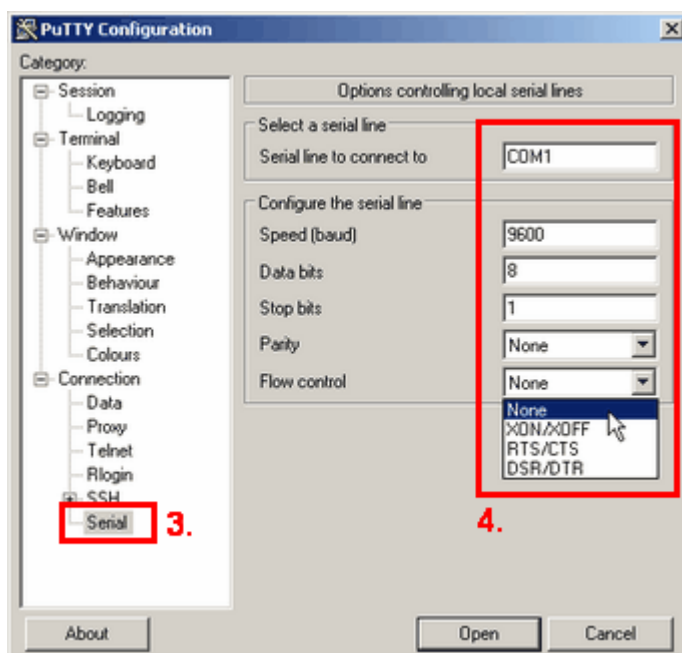 PuTTY Configuration
Category:
Session
Logging
Terminal
Keyboard
Bell
Features
Window
Appearance
Behaviour
Translation
Selection
Colours
Connection
Data
Proxy
Telnet
Rlogin
SSH
Serial
3.
Options controlling local serial lines
Select a serial line
Serial line to connect to COM1
Configure the serial line
Speed (baud) 9600
Data bits 8
Stop bits 1
Parity None
Flow control None
None
XON/XOFF
RTS/CTS
DSR/DTR
4.
About Open Cancel